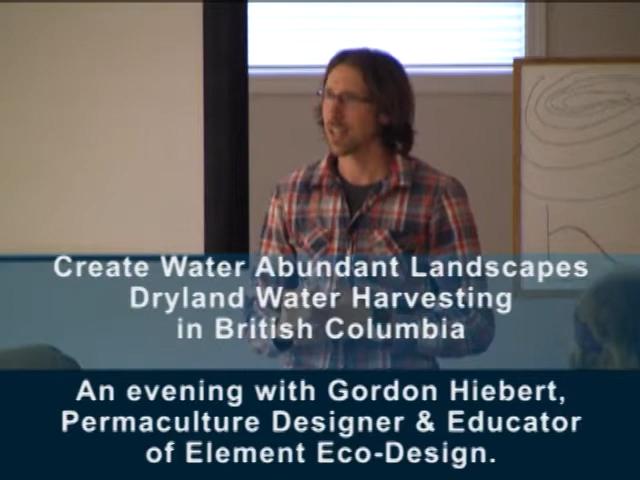 Create Water Abundant Landscapes
Dryland Water Harvesting
in British Columbia
An evening with Gordon Hiebert,
Permaculture Designer & Educator
of Element Eco-Design.